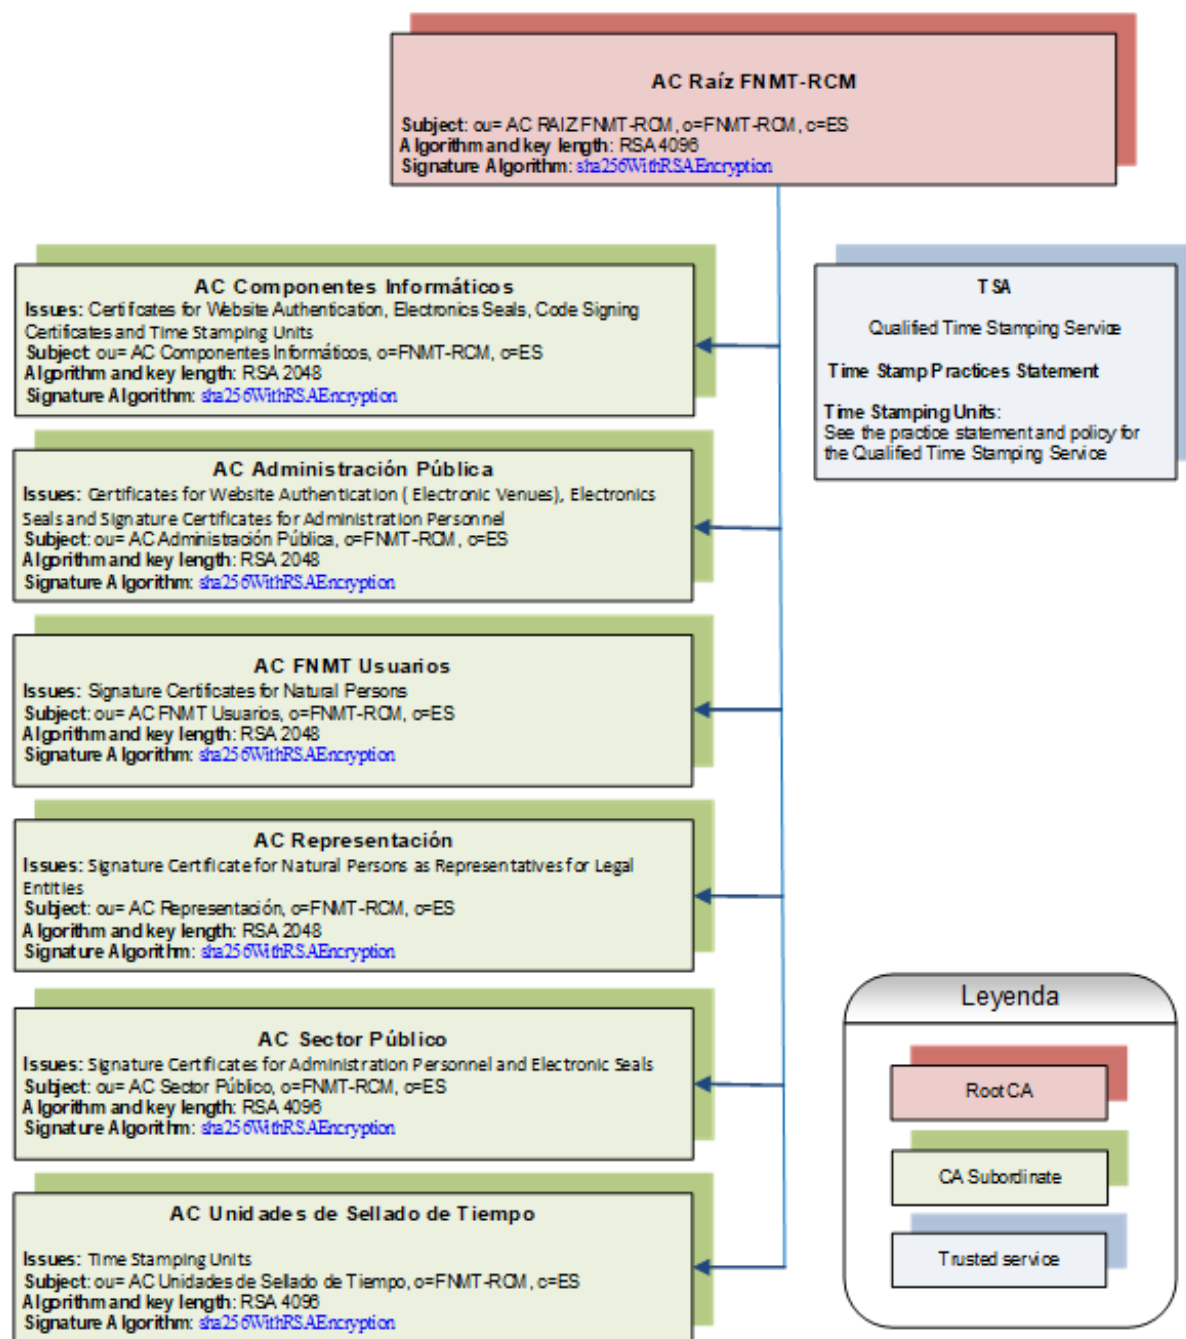 AC Raíz FNMT-RCM
Subject: ou= AC RAIZ FNMT-RCM, o=FNMT-RCM, c=ES
Algorithm and key length: RSA 4096
Signature Algorithm: sha256WithRSAEncryption
AC Componentes Informáticos
Issues: Certificates for Website Authentication, Electronics Seals, Code Signing
Certificates and Time Stamping Units
Subject: ou= AC Componentes Informáticos, o=FNMT-RCM, c=ES
Algorithm and key length: RSA 2048
Signature Algorithm: sha256WithRSAEncryption
TSA
Qualified Time Stamping Service
Time Stamp Practices Statement
Time Stamping Units:
See the practice statement and policy for
the Qualified Time Stamping Service
AC Administración Pública
Issues: Certificates for Website Authentication ( Electronic Venues), Electronics
Seals and Signature Certificates for Administration Personnel
Subject: ou= AC Administración Pública, o=FNMT-RCM, c=ES
Algorithm and key length: RSA 2048
Signature Algorithm: sha256WithRSAEncryption
AC FNMT Usuarios
Issues: Signature Certificates for Natural Persons
Subject: ou= AC FNMT Usuarios, o=FNMT-RCM, c=ES
Algorithm and key length: RSA 2048
Signature Algorithm: sha256WithRSAEncryption
AC Representación
Issues: Signature Certificate for Natural Persons as Representatives for Legal
Entities
Subject: ou= AC Representación, o=FNMT-RCM, c=ES
Algorithm and key length: RSA 2048
Signature Algorithm: sha256WithRSAEncryption
AC Sector Público
Issues: Signature Certificates for Administration Personnel and Electronic Seals
Subject: ou= AC Sector Público, o=FNMT-RCM, c=ES
Algorithm and key length: RSA 4096
Signature Algorithm: sha256WithRSAEncryption
AC Unidades de Sellado de Tiempo
Issues: Time Stamping Units
Subject: ou= AC Unidades de Sellado de Tiempo, o=FNMT-RCM, c=ES
Algorithm and key length: RSA 4096
Signature Algorithm: sha256WithRSAEncryption
Leyenda
Root CA
CA Subordinate
Trusted service